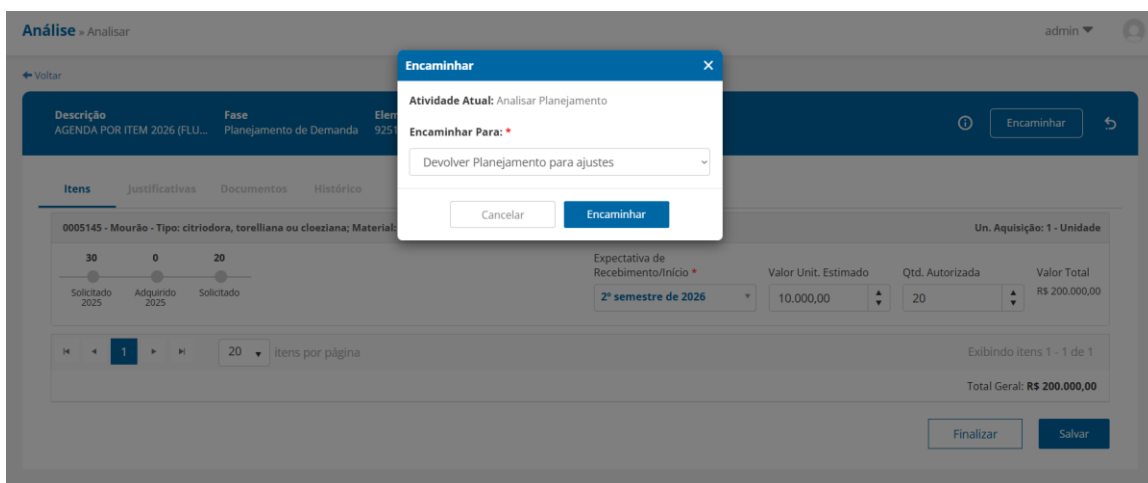 Análise » Analisar
admin
Voltar
Encaminhar
Atividade Atual: Analisar Planejamento
Encaminhar Para: *
Devolver Planejamento para ajustes
Cancelar Encaminhar
Descrição Fase Elem
AGENDA POR ITEM 2026 (FLU... Planejamento de Demanda 9251
Encaminhar
Itens Justificativas Documentos Histórico
0005145 - Mourão - Tipo: citriodora, torelliana ou cloeziana; Material: Un. Aquisição: 1 - Unidade
30 0 20
Solicitado 2025
Adquirido 2025
Solicitado
Expectativa de
Recebimento/Início * Valor Unit. Estimado Qtd. Autorizada Valor Total
2º semestre de 2026 10.000,00 20 R$ 200.000,00
1 20 itens por página Exibindo itens 1 - 1 de 1
Total Geral: R$ 200.000,00
Finalizar Salvar